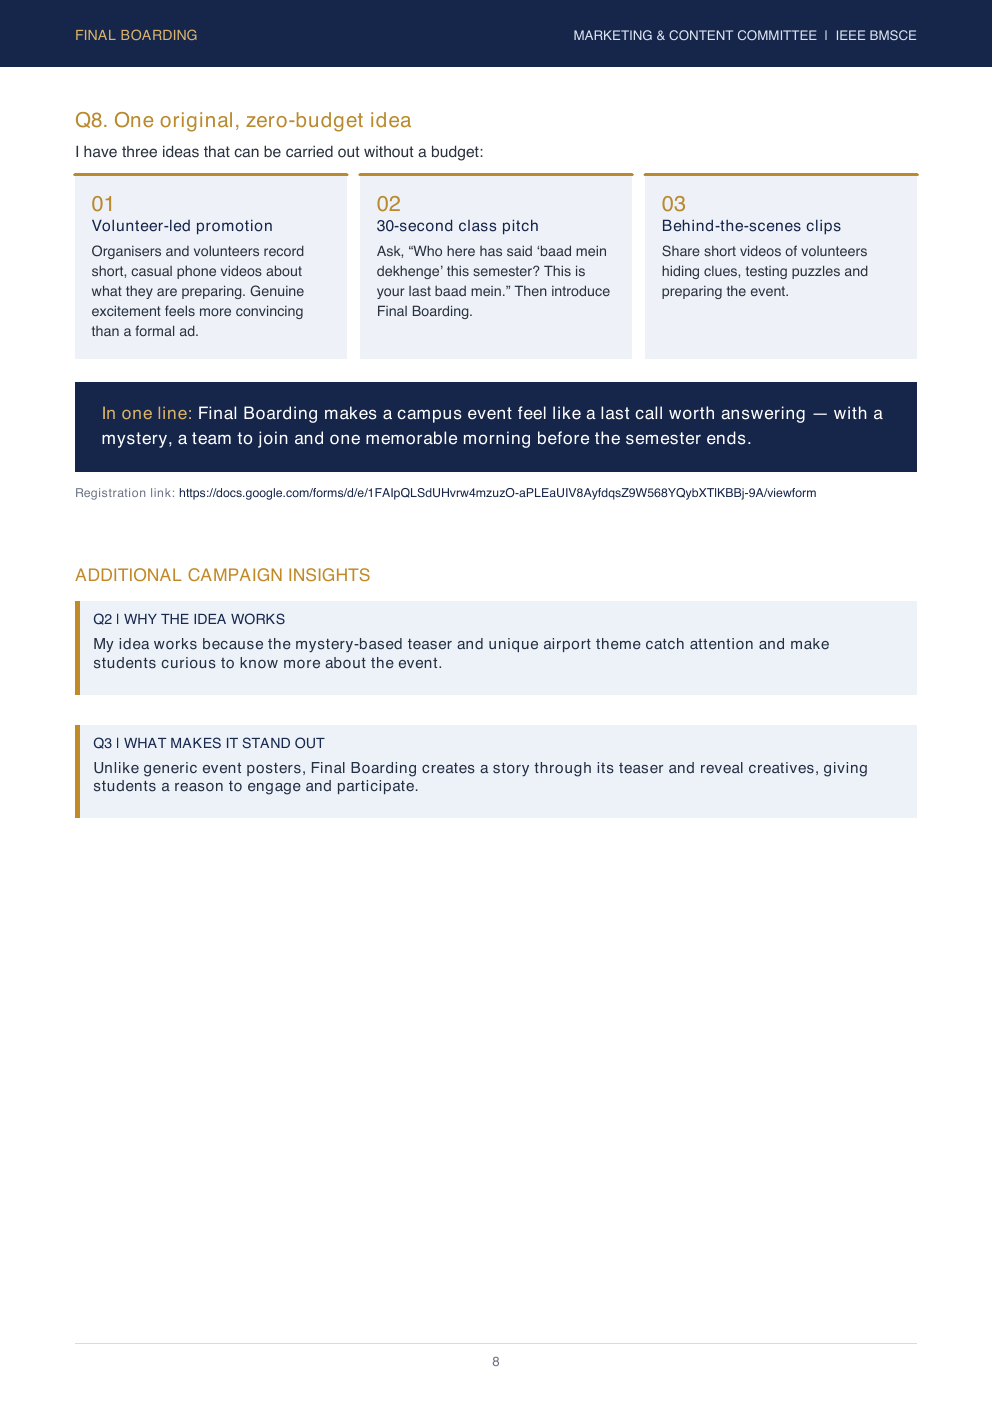 FINAL BOARDING
MARKETING & CONTENT COMMITTEE | IEEE BMSCE
Q8. One original, zero-budget idea
I have three ideas that can be carried out without a budget:
01
Volunteer-led promotion
Organisers and volunteers record
short, casual phone videos about
what they are preparing. Genuine
excitement feels more convincing
than a formal ad.
02
30-second class pitch
Ask, “Who here has said ‘baad mein
dekhenge’ this semester? This is
your last baad mein.” Then introduce
Final Boarding.
03
Behind-the-scenes clips
Share short videos of volunteers
hiding clues, testing puzzles and
preparing the event.
In one line: Final Boarding makes a campus event feel like a last call worth answering — with a
mystery, a team to join and one memorable morning before the semester ends.
Registration link: https://docs.google.com/forms/d/e/1FAIpQLSdUHvrw4mzuzO-aPLEaUIV8AyfdqsZ9W568YQybXTlKBBj-9A/viewform
ADDITIONAL CAMPAIGN INSIGHTS
Q2 | WHY THE IDEA WORKS
My idea works because the mystery-based teaser and unique airport theme catch attention and make
students curious to know more about the event.
Q3 | WHAT MAKES IT STAND OUT
Unlike generic event posters, Final Boarding creates a story through its teaser and reveal creatives, giving
students a reason to engage and participate.
8